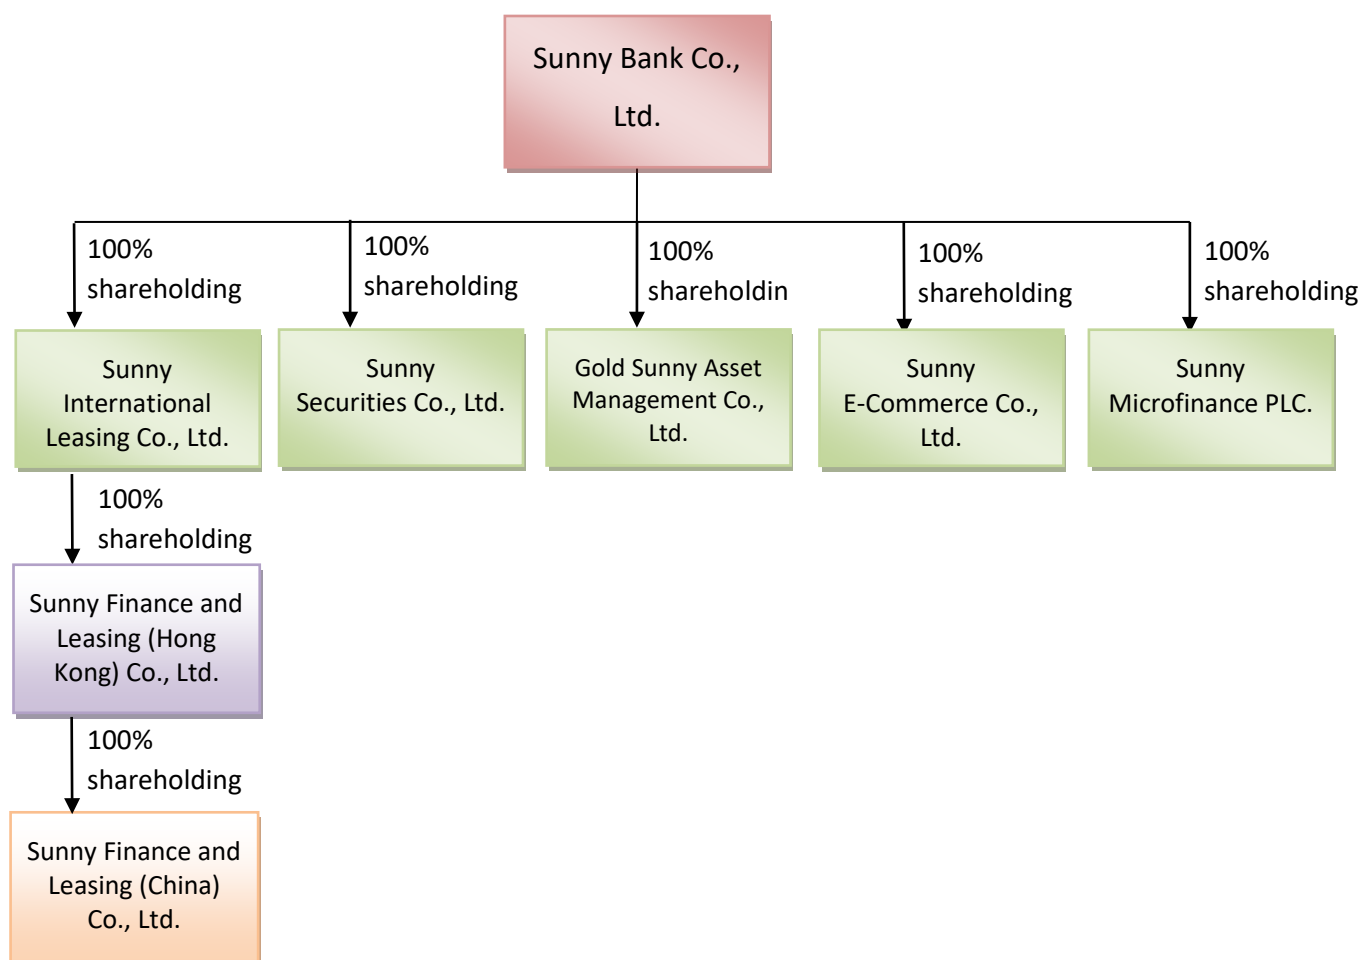 Sunny Bank Co.,
Ltd.
100%
shareholding
100%
shareholding
100%
shareholdin
100%
shareholding
100%
shareholding
Sunny
International
Leasing Co., Ltd.
Sunny
Securities Co., Ltd.
Gold Sunny Asset
Management Co.,
Ltd.
Sunny
E-Commerce Co.,
Ltd.
Sunny
Microfinance PLC.
100%
shareholding
Sunny Finance and
Leasing (Hong
Kong) Co., Ltd.
100%
shareholding
Sunny Finance and
Leasing (China)
Co., Ltd.